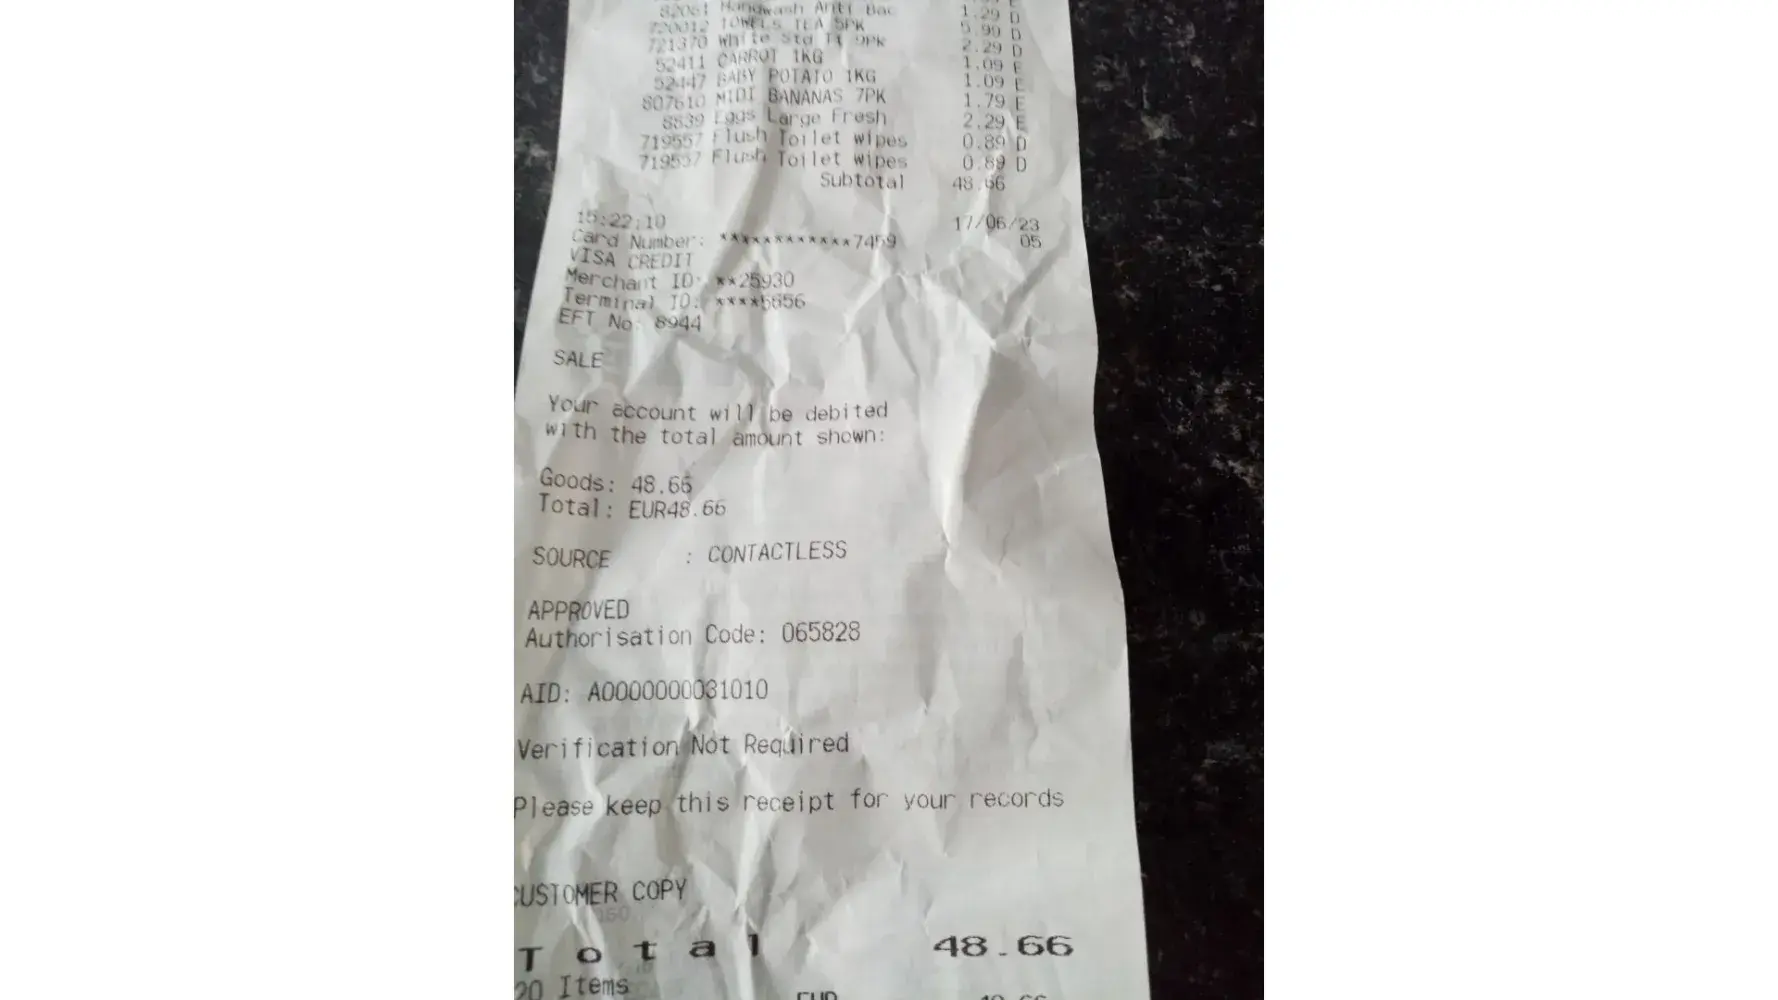 82061 Handwash Anti Bac 1.29 D
720012 TOWELS TEA 5PK 5.99 D
721370 White Std Tt 9Pk 2.29 D
52411 CARROT 1KG 1.09 E
52447 BABY POTATO 1KG 1.09 E
807610 MIDI BANANAS 7PK 1.79 E
8839 Eggs Large Fresh 2.29 E
719557 Flush Toilet wipes 0.89 D
719557 Flush Toilet wipes 0.89 D
Subtotal 48.66
15:22:10 17/06/23
Card Number: ************7459 05
VISA CREDIT
Merchant ID: **25930
Terminal ID: ****5656
EFT No: 8944
SALE
Your account will be debited
with the total amount shown:
Goods: 48.66
Total: EUR48.66
SOURCE : CONTACTLESS
APPROVED
Authorisation Code: 065828
AID: A0000000031010
Verification Not Required
Please keep this receipt for your records
CUSTOMER COPY
Total 48.66
20 Items
EUR 48.66